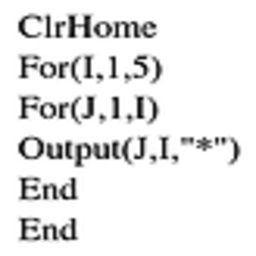 ClrHome
For(I,1,5)
For(J,1,I)
Output(J,I,"*")
End
End